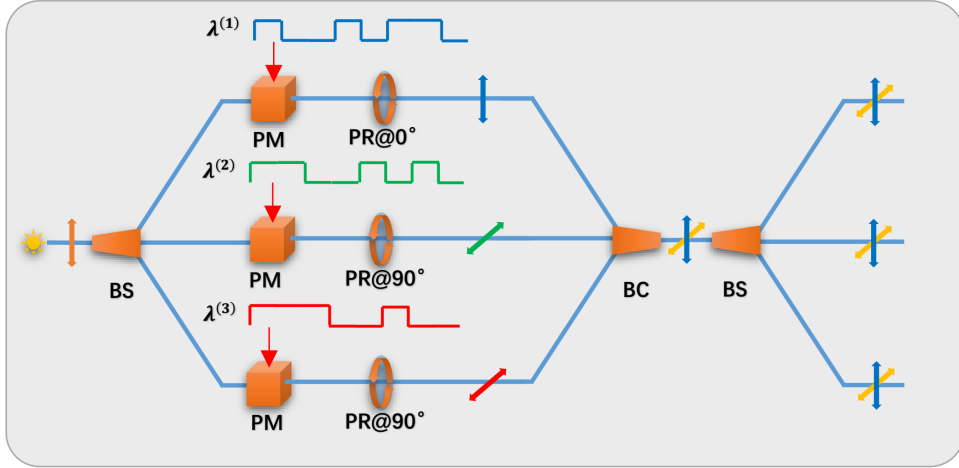 λ⁽¹⁾
PM
PR@0°
λ⁽²⁾
PM
PR@90°
BS
BC
BS
λ⁽³⁾
PM
PR@90°